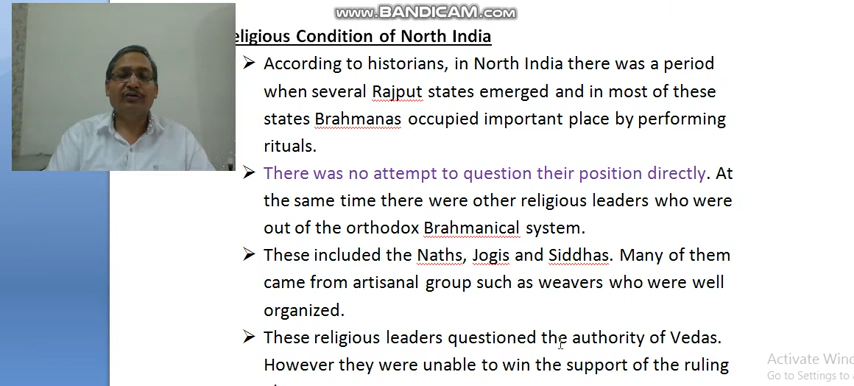 www.BANDICAM.com
eligious Condition of North India
➢ According to historians, in North India there was a period
when several Rajput states emerged and in most of these
states Brahmanas occupied important place by performing
rituals.
➢ There was no attempt to question their position directly. At
the same time there were other religious leaders who were
out of the orthodox Brahmanical system.
➢ These included the Naths, Jogis and Siddhas. Many of them
came from artisanal group such as weavers who were well
organized.
➢ These religious leaders questioned the authority of Vedas.
However they were unable to win the support of the ruling
Activate Win
Go to Settings to